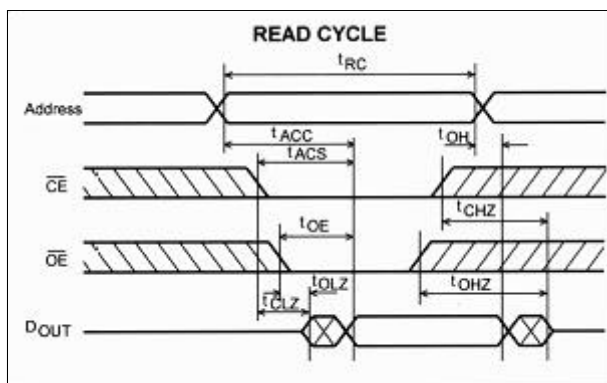 READ CYCLE
tRC
Address
tACC
tOH
tACS
CE
tCHZ
tOE
OE
tOLZ
tOHZ
tCLZ
DOUT